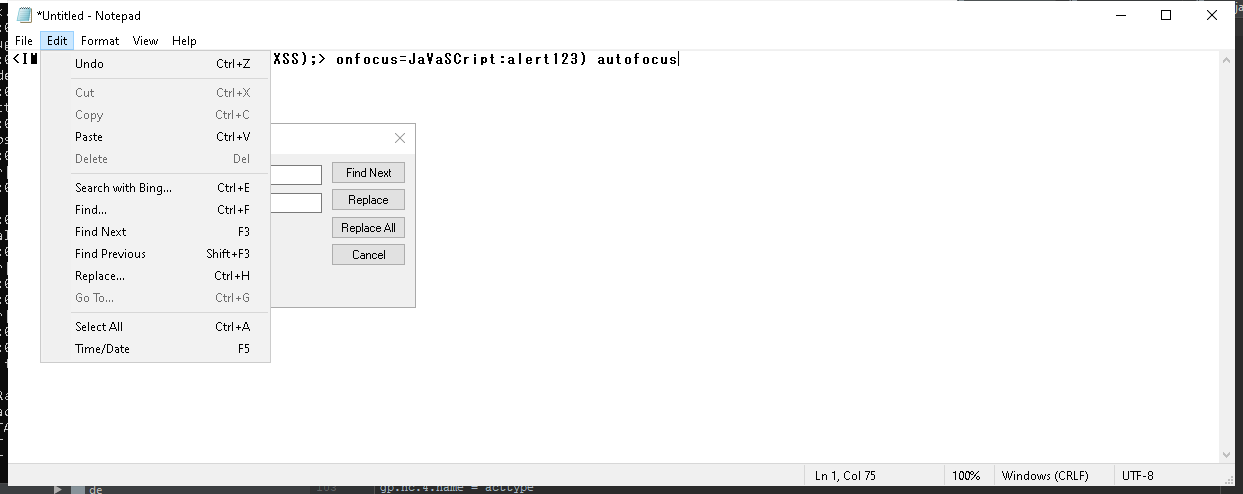 *Untitled - Notepad
File Edit Format View Help
<IM XSS);> onfocus=JaVaSCript:alert123) autofocus
Undo Ctrl+Z
Cut Ctrl+X
Copy Ctrl+C
Paste Ctrl+V
Delete Del
Search with Bing... Ctrl+E
Find... Ctrl+F
Find Next F3
Find Previous Shift+F3
Replace... Ctrl+H
Go To... Ctrl+G
Select All Ctrl+A
Time/Date F5
Find Next
Replace
Replace All
Cancel
Ln 1, Col 75 100% Windows (CRLF) UTF-8
de gp.nc.4.name = acctype